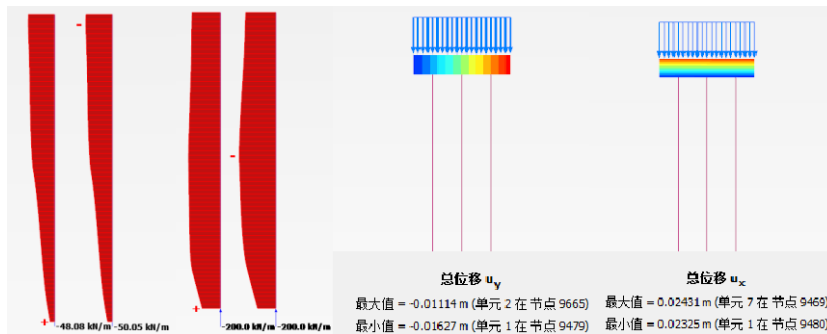 -48.08 kN/m
-50.05 kN/m
-200.0 kN/m
-200.0 kN/m
总位移 uy
最大值 = -0.01114 m (单元 2 在节点 9665)
最小值 = -0.01627 m (单元 1 在节点 9479)
总位移 ux
最大值 = 0.02431 m (单元 7 在节点 9469)
最小值 = 0.02325 m (单元 1 在节点 9480)